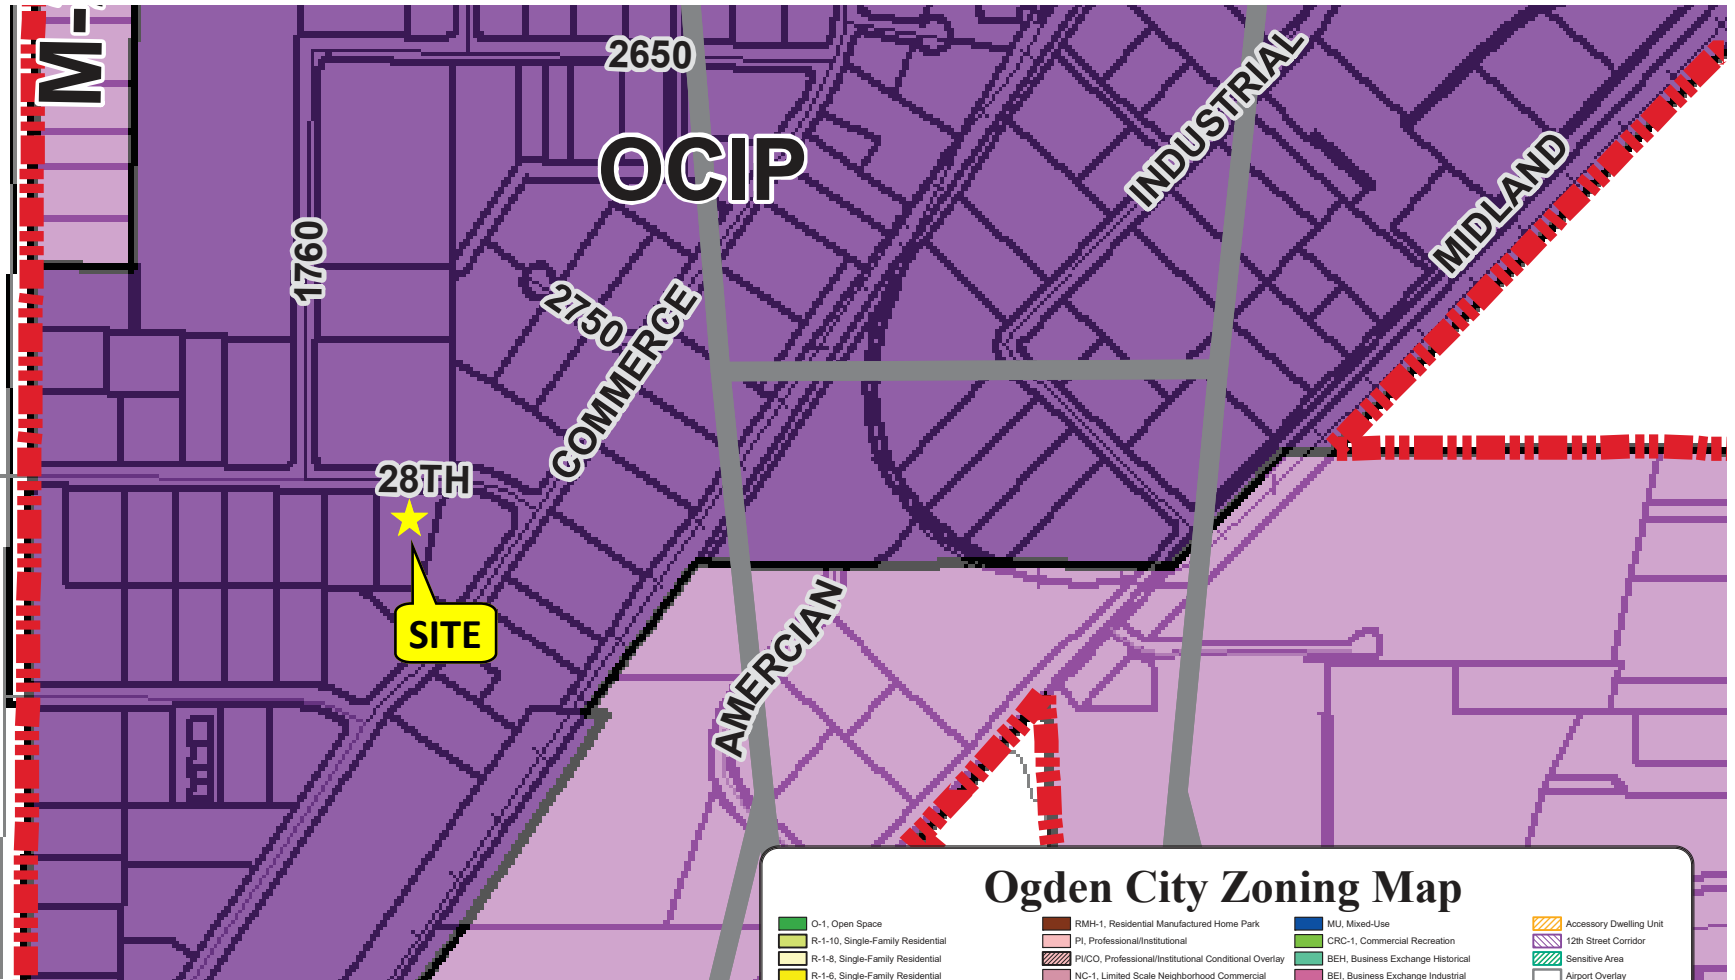 M-
2650
OCIP
INDUSTRIAL
MIDLAND
1760
2750
COMMERCE
28TH
SITE
AMERCIAN
Ogden City Zoning Map
O-1, Open Space
R-1-10, Single-Family Residential
R-1-8, Single-Family Residential
R-1-6, Single-Family Residential
RMH-1, Residential Manufactured Home Park
PI, Professional/Institutional
PI/CO, Professional/Institutional Conditional Overlay
NC-1, Limited Scale Neighborhood Commercial
MU, Mixed-Use
CRC-1, Commercial Recreation
BEH, Business Exchange Historical
BEI, Business Exchange Industrial
Accessory Dwelling Unit
12th Street Corridor
Sensitive Area
Airport Overlay